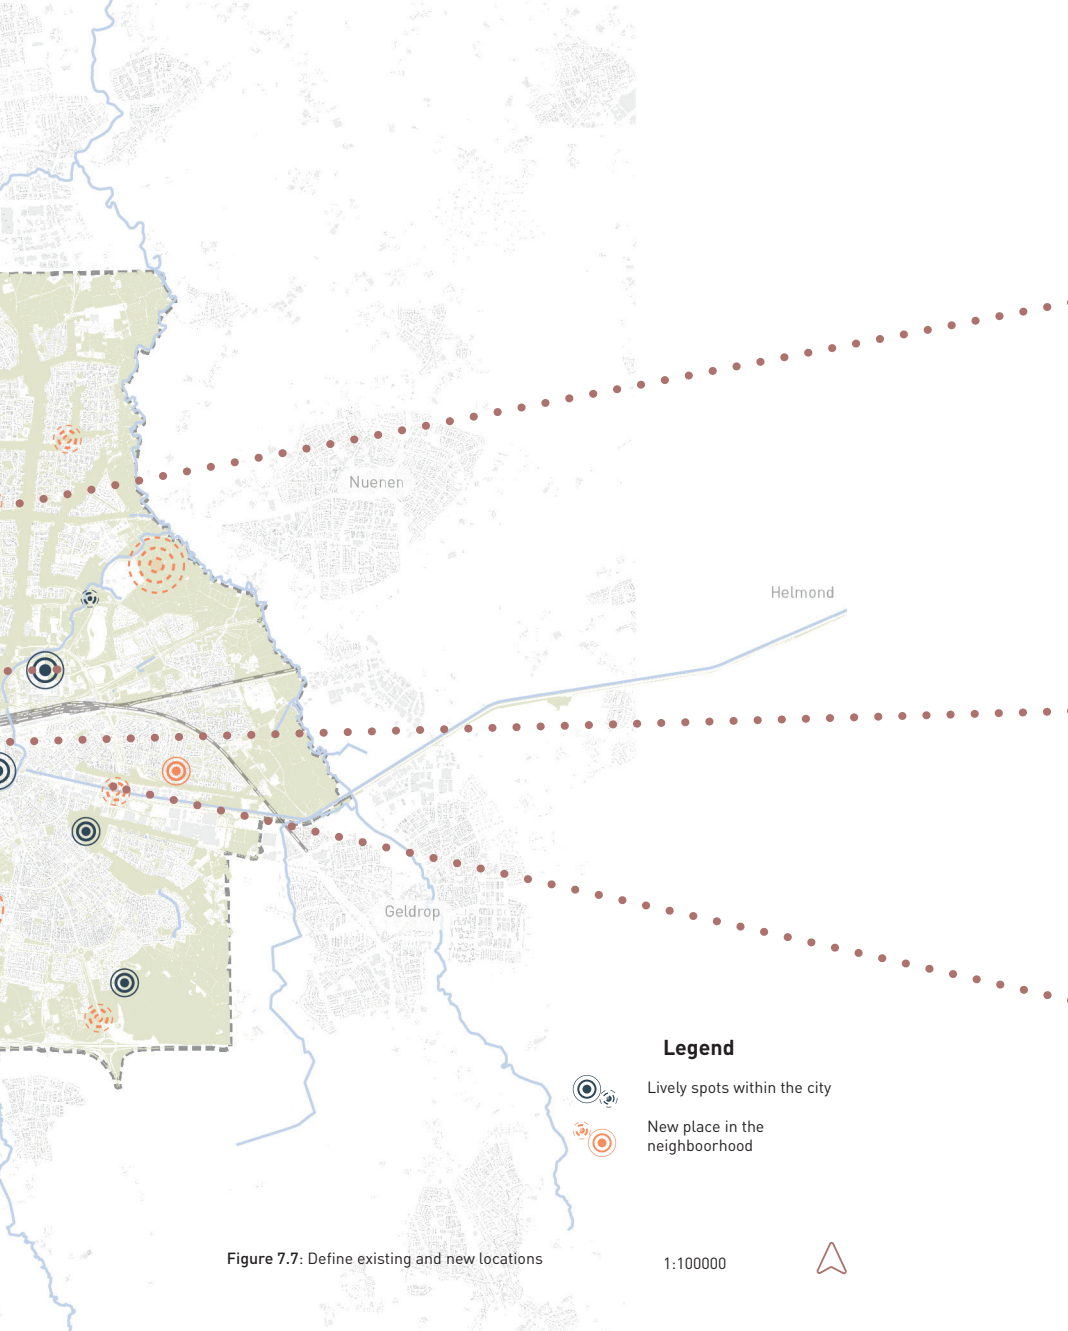 Nuenen
Helmond
Geldrop
Legend
Lively spots within the city
New place in the
neighboorhood
Figure 7.7: Define existing and new locations
1:100000